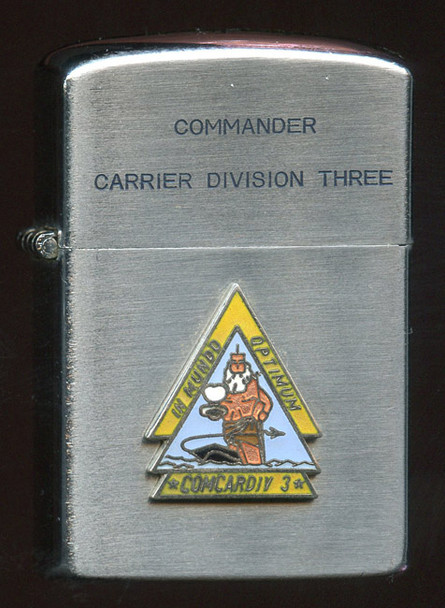 COMMANDER
CARRIER DIVISION THREE
IN MUNDO OPTIMUM
* COMCARDIV 3 *